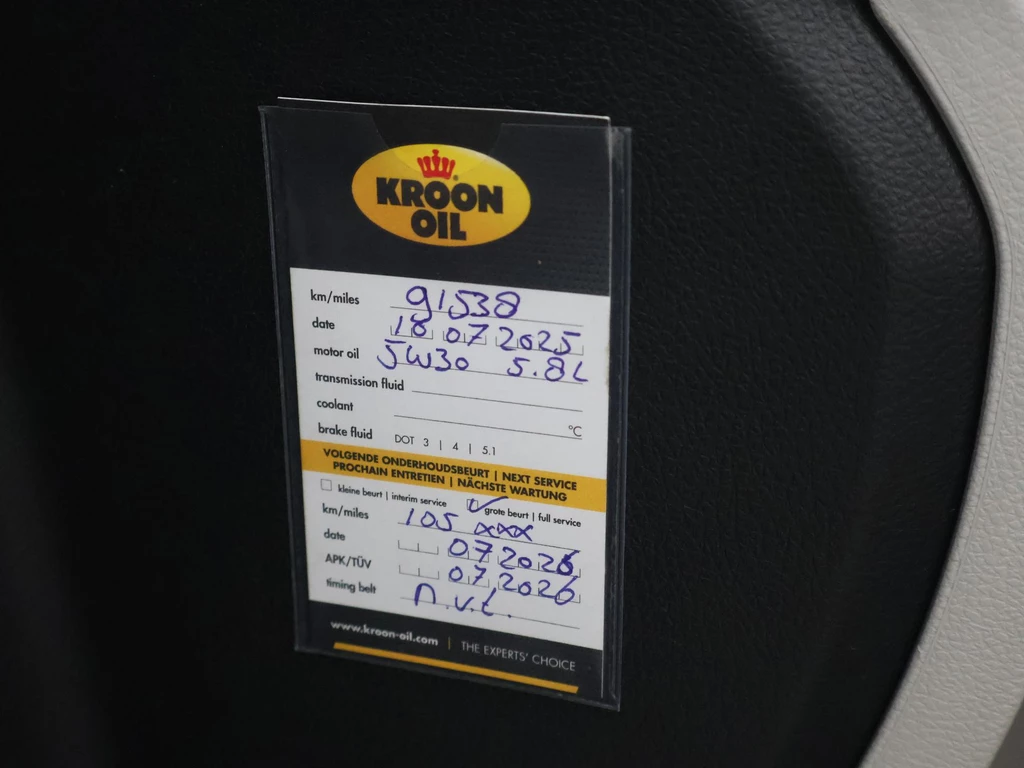 KROON
OIL
km/miles 91538
date 18 07 2025
motor oil 5W30 5.8L
transmission fluid
coolant °C
brake fluid DOT 3 | 4 | 5.1
VOLGENDE ONDERHOUDSBEURT | NEXT SERVICE
PROCHAIN ENTRETIEN | NÄCHSTE WARTUNG
kleine beurt | interim service grote beurt | full service
km/miles 105 xxx
date 07 2026
APK/TÜV 07 2026
timing belt n.v.t.
www.kroon-oil.com | THE EXPERTS' CHOICE